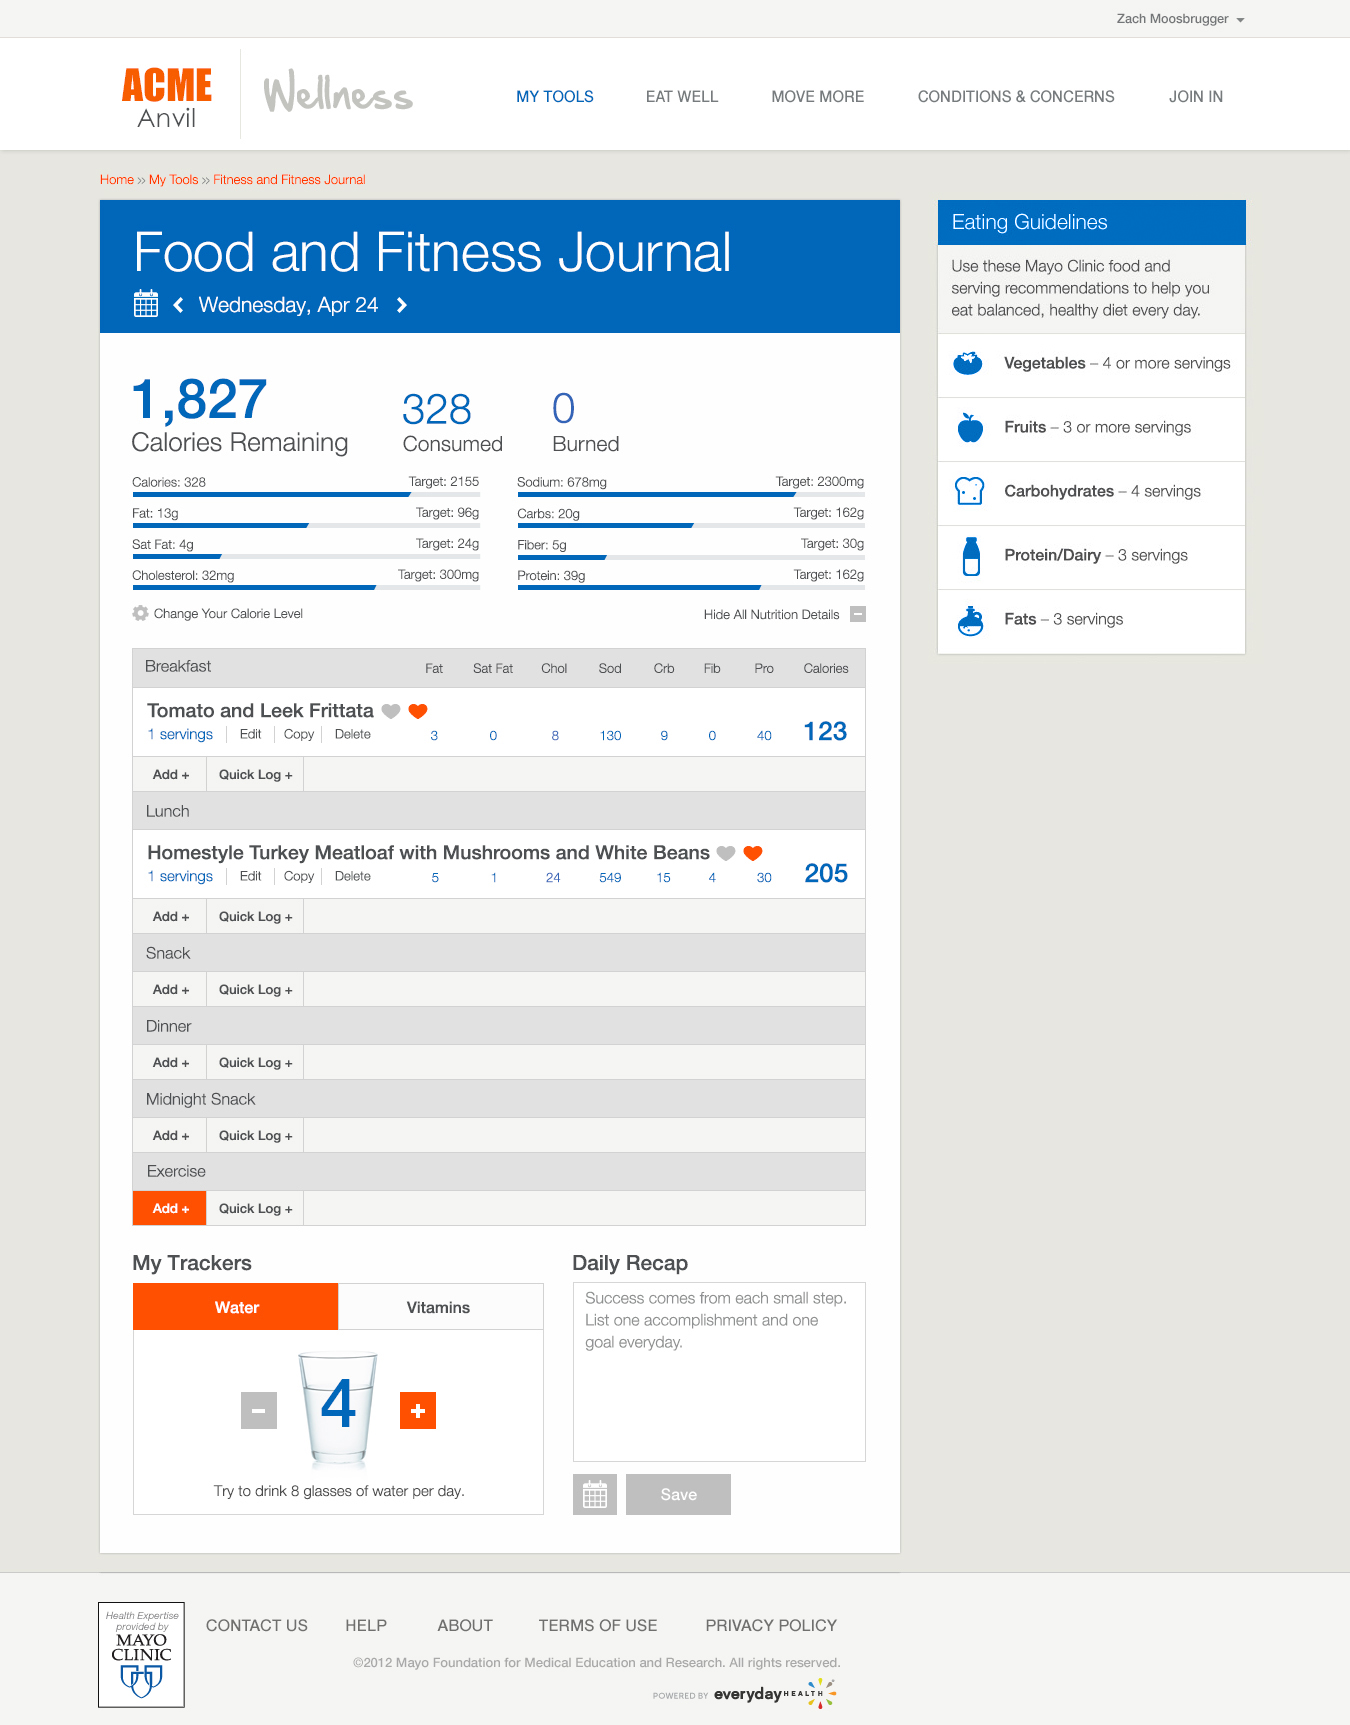 Zach Moosbrugger
ACME
Anvil
Wellness
MY TOOLS
EAT WELL
MOVE MORE
CONDITIONS & CONCERNS
JOIN IN
Home » My Tools » Fitness and Fitness Journal
Food and Fitness Journal
Wednesday, Apr 24
1,827
Calories Remaining
328
Consumed
0
Burned
Calories: 328 Target: 2155
Fat: 13g Target: 96g
Sat Fat: 4g Target: 24g
Cholesterol: 32mg Target: 300mg
Sodium: 678mg Target: 2300mg
Carbs: 20g Target: 162g
Fiber: 5g Target: 30g
Protein: 39g Target: 162g
Change Your Calorie Level
Hide All Nutrition Details
Breakfast Fat Sat Fat Chol Sod Crb Fib Pro Calories
Tomato and Leek Frittata
1 servings Edit Copy Delete 3 0 8 130 9 0 40 123
Add + Quick Log +
Lunch
Homestyle Turkey Meatloaf with Mushrooms and White Beans
1 servings Edit Copy Delete 5 1 24 549 15 4 30 205
Add + Quick Log +
Snack
Add + Quick Log +
Dinner
Add + Quick Log +
Midnight Snack
Add + Quick Log +
Exercise
Add + Quick Log +
My Trackers
Water Vitamins
4
Try to drink 8 glasses of water per day.
Daily Recap
Success comes from each small step.
List one accomplishment and one
goal everyday.
Save
Eating Guidelines
Use these Mayo Clinic food and
serving recommendations to help you
eat balanced, healthy diet every day.
Vegetables – 4 or more servings
Fruits – 3 or more servings
Carbohydrates – 4 servings
Protein/Dairy – 3 servings
Fats – 3 servings
Health Expertise
provided by
MAYO
CLINIC
CONTACT US
HELP
ABOUT
TERMS OF USE
PRIVACY POLICY
©2012 Mayo Foundation for Medical Education and Research. All rights reserved.
POWERED BY everyday HEALTH